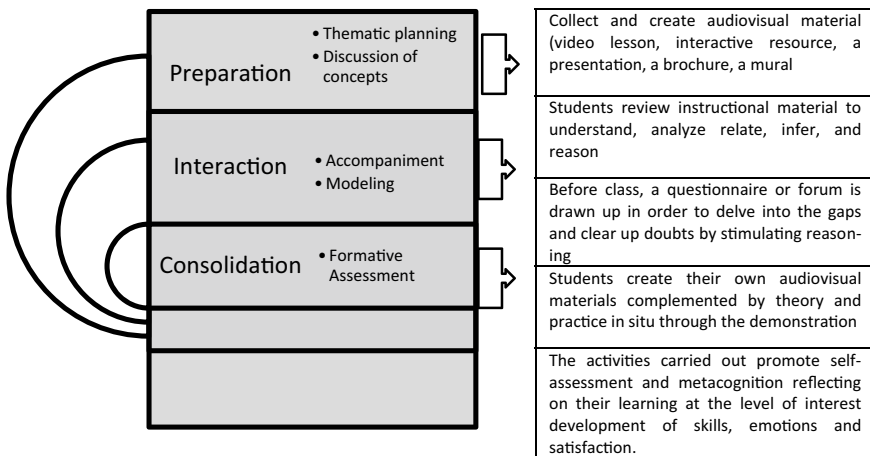 Preparation
• Thematic planning
• Discussion of
concepts
Interaction
• Accompaniment
• Modeling
Consolidation
• Formative
Assessment
Collect and create audiovisual material
(video lesson, interactive resource, a
presentation, a brochure, a mural
Students review instructional material to
understand, analyze relate, infer, and
reason
Before class, a questionnaire or forum is
drawn up in order to delve into the gaps
and clear up doubts by stimulating reason-
ing
Students create their own audiovisual
materials complemented by theory and
practice in situ through the demonstration
The activities carried out promote self-
assessment and metacognition reflecting
on their learning at the level of interest
development of skills, emotions and
satisfaction.